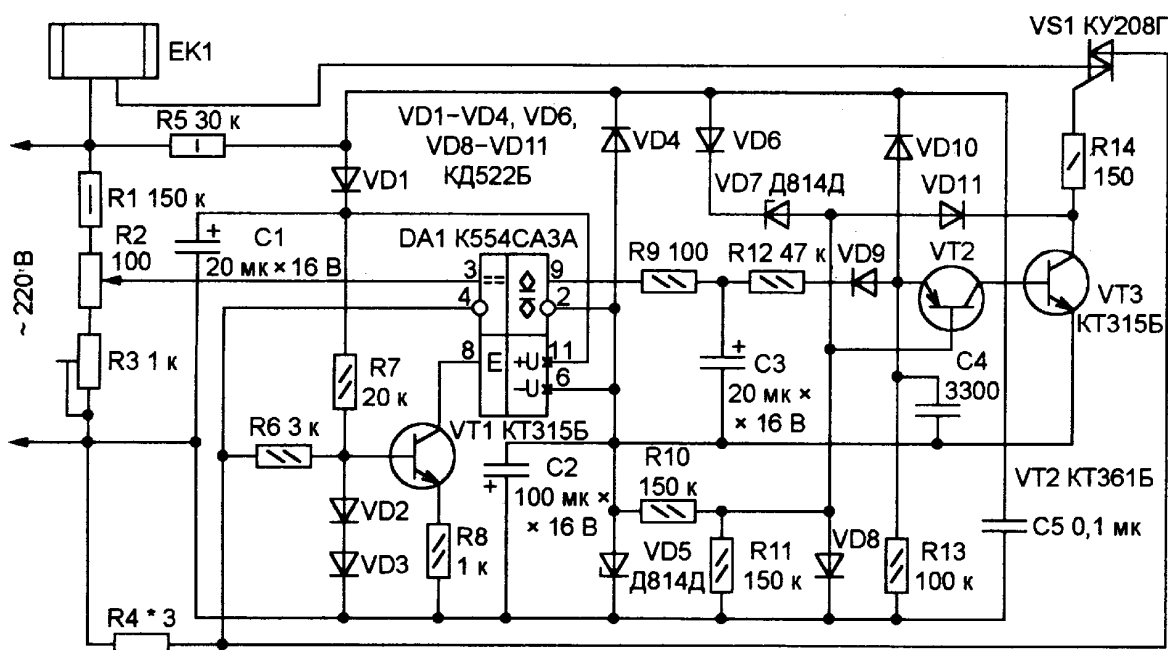 VS1 КУ208Г
EK1
R5 30 к
VD1–VD4, VD6,
VD8–VD11
КД522Б
VD4
VD6
VD10
R14
150
R1 150 к
VD1
VD7 Д814Д
VD11
R2
100
+
C1
20 мк × 16 В
DA1 К554СА3А
R9 100
R12 47 к
VD9
VT2
~ 220 В
3
==
9
4
2
VT3
КТ315Б
R3 1 к
8
E
+U
11
–U
6
+
C3
20 мк ×
× 16 В
C4
3300
R7
20 к
R6 3 к
VT1 КТ315Б
C2
+
100 мк ×
× 16 В
R10
150 к
VT2 КТ361Б
VD2
R8
1 к
VD3
VD5
Д814Д
R11
150 к
VD8
R13
100 к
C5 0,1 мк
R4 * 3